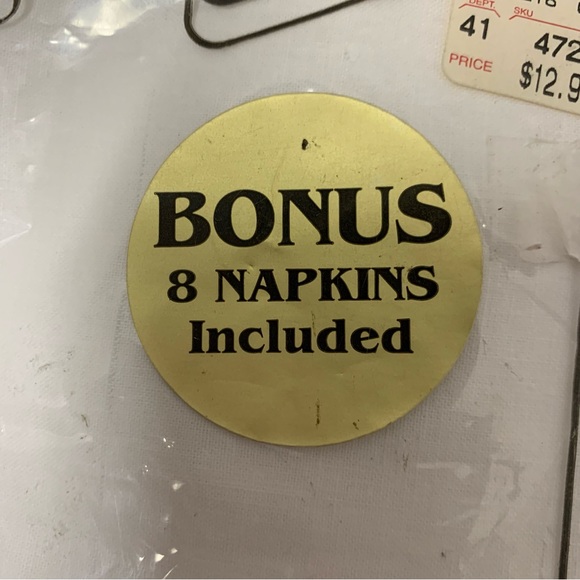 DEPT. SKU
41 472
PRICE $12.9
BONUS
8 NAPKINS
Included